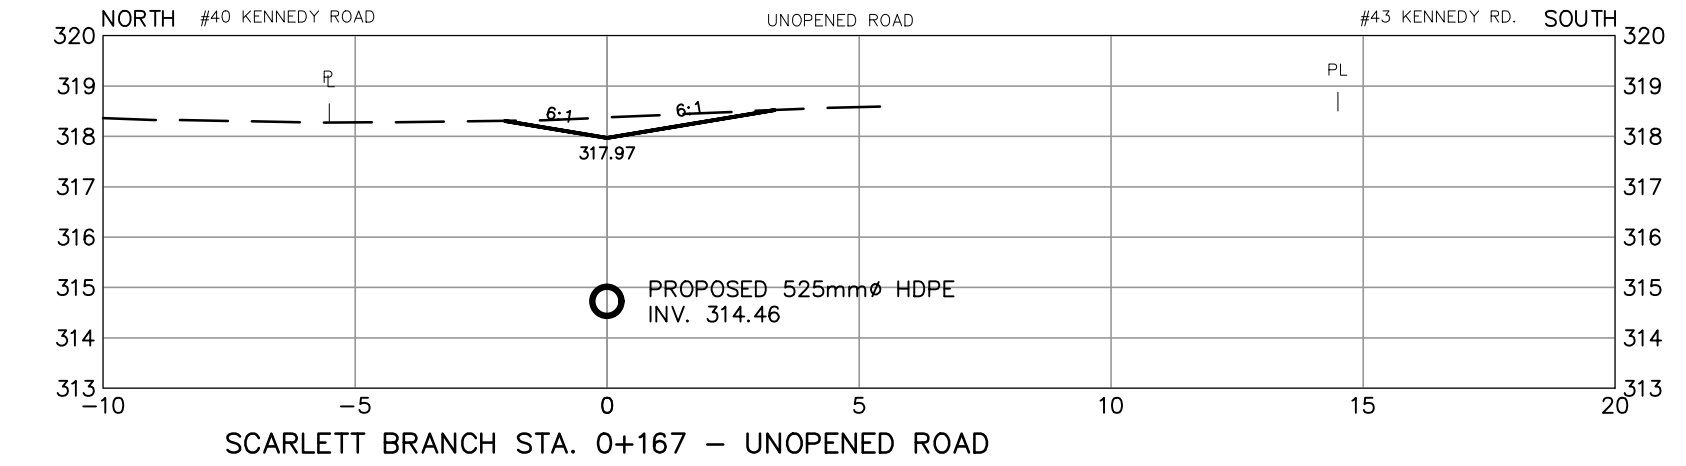 NORTH #40 KENNEDY ROAD UNOPENED ROAD #43 KENNEDY RD. SOUTH
320 320
PL PL
319 319
6:1 6:1
318 318
317.97
317 317
316 316
315 PROPOSED 525mmø HDPE 315
INV. 314.46
314 314
313 313
-10 -5 0 5 10 15 20
SCARLETT BRANCH STA. 0+167 - UNOPENED ROAD